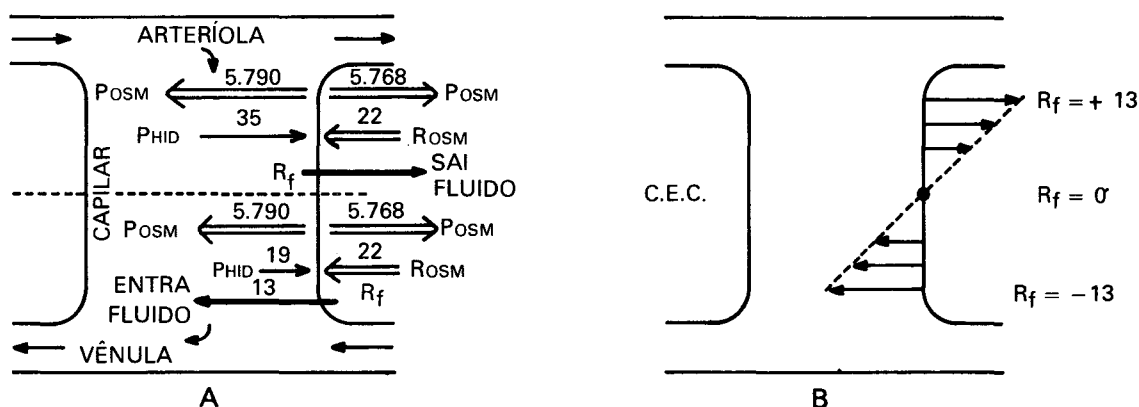 ARTERÍOLA
5.790 5.768
POSM POSM
35 22
PHID ROSM
Rf SAI
FLUIDO
CAPILAR
5.790 5.768
POSM POSM
19 22
PHID ROSM
13
ENTRA Rf
FLUIDO
VÊNULA
A
Rf = + 13
C.E.C. Rf = 0
Rf = −13
B